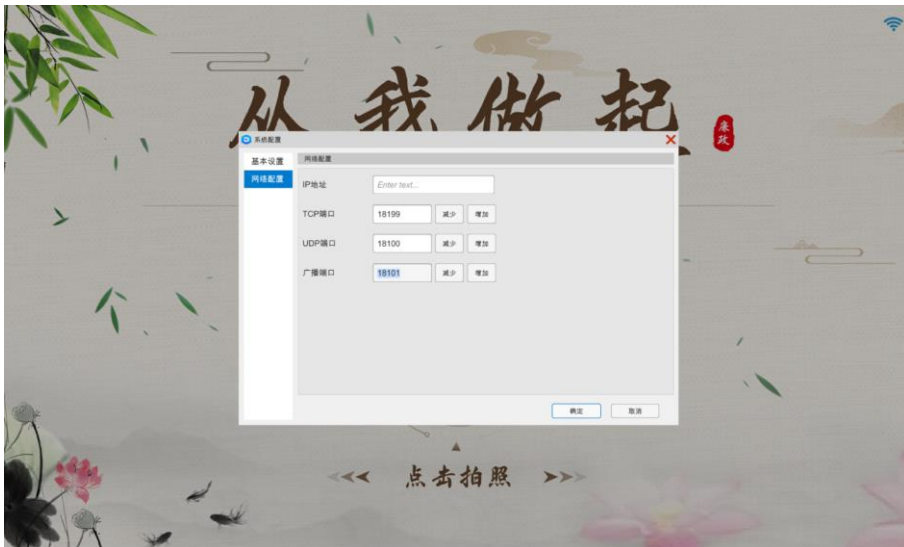 从我做起
廉政
系统配置
基本设置
网络配置
网络配置
IP地址 Enter text...
TCP端口 18199 减少 增加
UDP端口 18100 减少 增加
广播端口 18101 减少 增加
确定 取消
点击拍照